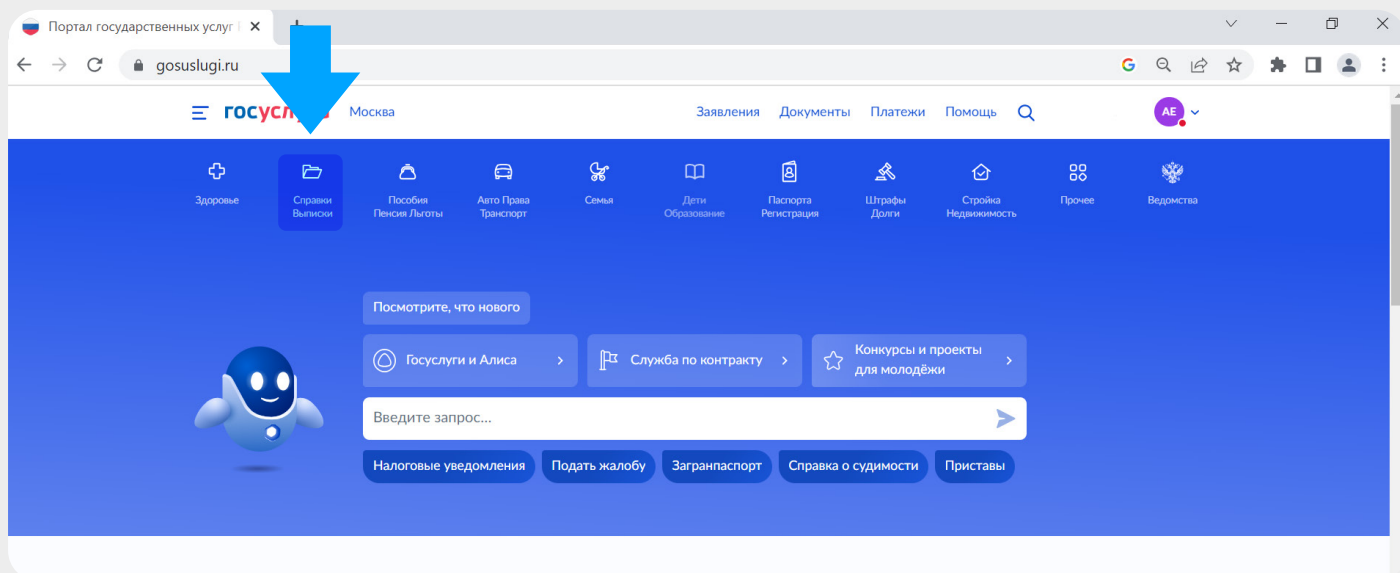 Портал государственных услуг
gosuslugi.ru
Москва
Заявления Документы Платежи Помощь
AE
Здоровье
Справки
Выписки
Пособия
Пенсия Льготы
Авто Права
Транспорт
Семья
Дети
Образование
Паспорта
Регистрация
Штрафы
Долги
Стройка
Недвижимость
Прочее
Ведомства
Посмотрите, что нового
Госуслуги и Алиса
Служба по контракту
Конкурсы и проекты
для молодёжи
Введите запрос...
Налоговые уведомления
Подать жалобу
Загранпаспорт
Справка о судимости
Приставы